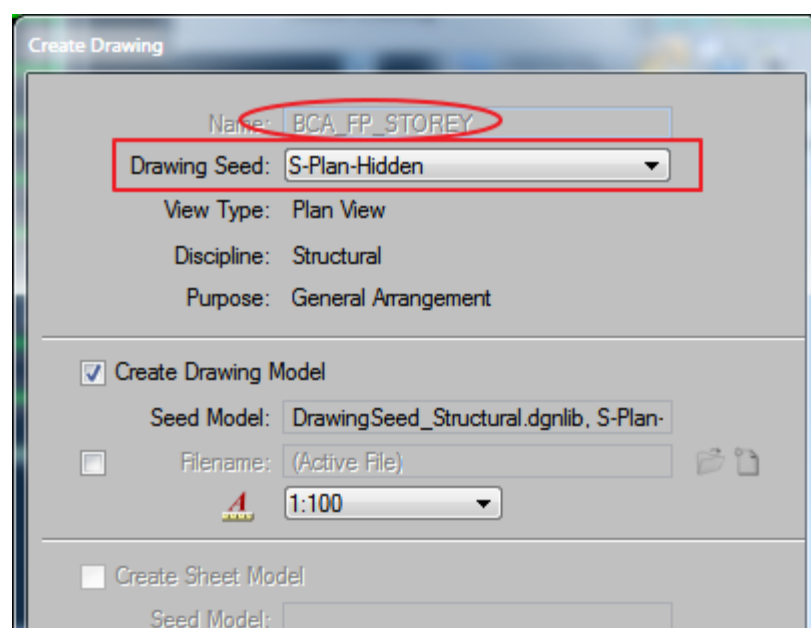 Create Drawing
Name: BCA_FP_STOREY
Drawing Seed: S-Plan-Hidden
View Type: Plan View
Discipline: Structural
Purpose: General Arrangement
Create Drawing Model
Seed Model: DrawingSeed_Structural.dgnlib, S-Plan-
Filename: (Active File)
A 1:100
Create Sheet Model
Seed Model: